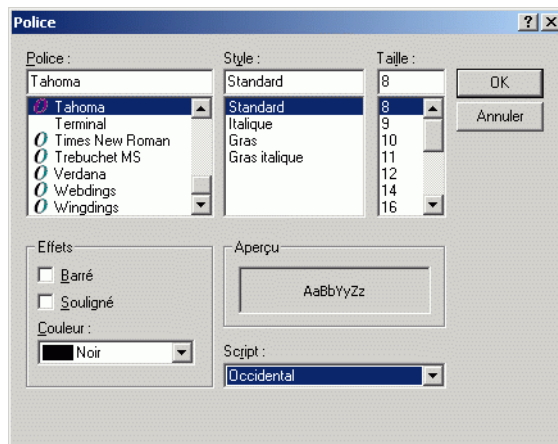 Police
Police :
Tahoma
Tahoma
Terminal
Times New Roman
Trebuchet MS
Verdana
Webdings
Wingdings
Style :
Standard
Standard
Italique
Gras
Gras italique
Taille :
8
8
9
10
11
12
14
16
OK
Annuler
Effets
Barré
Souligné
Couleur :
Noir
Aperçu
AaBbYyZz
Script :
Occidental